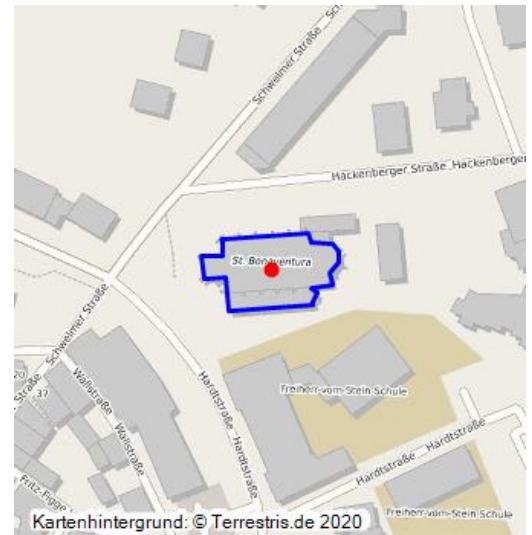 Schwelmer Straße
Hackenberger Straße Hackenberger
St. Bonaventura
Schwelmer Straße
Hardtstraße
Hardtstraße
Freiherr-vom-Stein-Schule
Wallstraße
Wallstraße
Straße
20
37
Hardtstraße
Hardtstraße
Fritz-Figge
Freiherr-vom-Stein-Schule
Kartenhintergrund: © Terrestris.de 2020